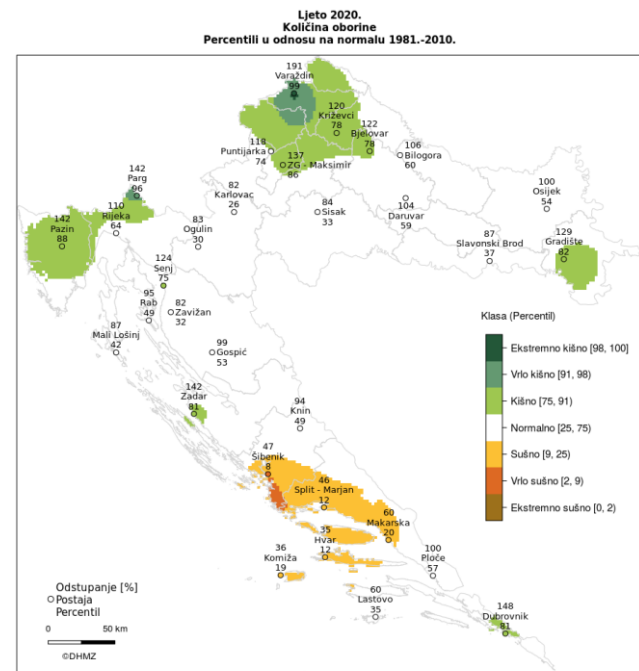 Ljeto 2020.
Količina oborine
Percentili u odnosu na normalu 1981.-2010.
191
Varaždin
99
120
Križevci
78
122
Bjelovar
78
118
Puntijarka
74
137
ZG - Maksimir
86
106
Bilogora
60
142
Parg
96
110
Rijeka
64
142
Pazin
88
82
Karlovac
26
83
Ogulin
30
84
Sisak
33
104
Daruvar
59
100
Osijek
54
87
Slavonski Brod
37
129
Gradište
82
124
Senj
75
95
Rab
49
82
Zavižan
32
87
Mali Lošinj
42
99
Gospić
53
142
Zadar
81
94
Knin
49
47
Šibenik
8
46
Split - Marjan
12
60
Makarska
20
35
Hvar
12
36
Komiža
19
60
Lastovo
35
100
Ploče
57
148
Dubrovnik
81
Klasa (Percentil)
Ekstremno kišno [98, 100]
Vrlo kišno [91, 98)
Kišno [75, 91)
Normalno [25, 75)
Sušno [9, 25)
Vrlo sušno [2, 9)
Ekstremno sušno [0, 2)
Odstupanje [%]
Postaja
Percentil
0 50 km
©DHMZ